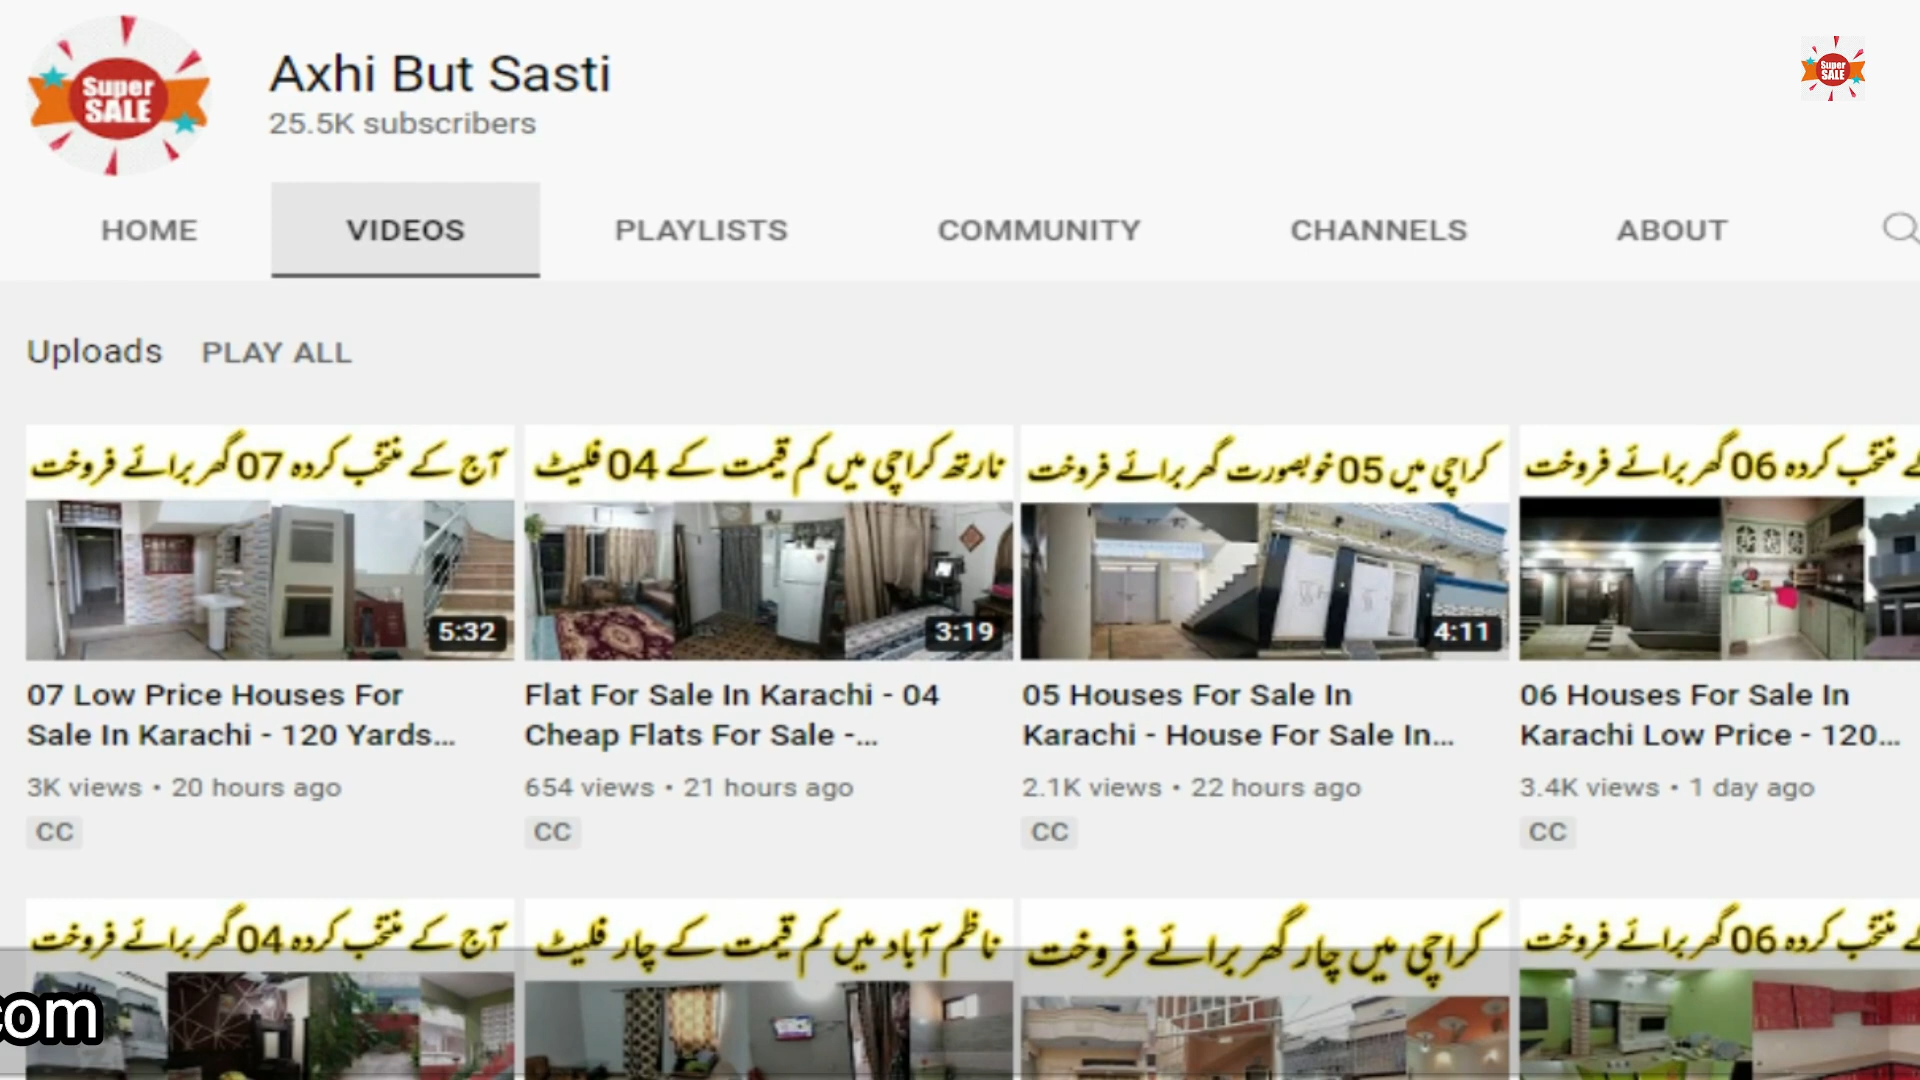 Super
SALE
Axhi But Sasti
25.5K subscribers
Super
SALE
HOME
VIDEOS
PLAYLISTS
COMMUNITY
CHANNELS
ABOUT
Uploads
PLAY ALL
آج کے منتخب کردہ 07 گھر برائے فروخت
نارتھ کراچی میں کم قیمت کے 04 فلیٹ
کراچی میں 05 خوبصورت گھر برائے فروخت
کے منتخب کردہ 06 گھر برائے فروخت
5:32
3:19
4:11
07 Low Price Houses For
Sale In Karachi - 120 Yards...
3K views • 20 hours ago
CC
Flat For Sale In Karachi - 04
Cheap Flats For Sale -...
654 views • 21 hours ago
CC
05 Houses For Sale In
Karachi - House For Sale In...
2.1K views • 22 hours ago
CC
06 Houses For Sale In
Karachi Low Price - 120...
3.4K views • 1 day ago
CC
آج کے منتخب کردہ 04 گھر برائے فروخت
ناظم آباد میں کم قیمت کے چار فلیٹ
کراچی میں چار گھر برائے فروخت
کے منتخب کردہ 06 گھر برائے فروخت
com